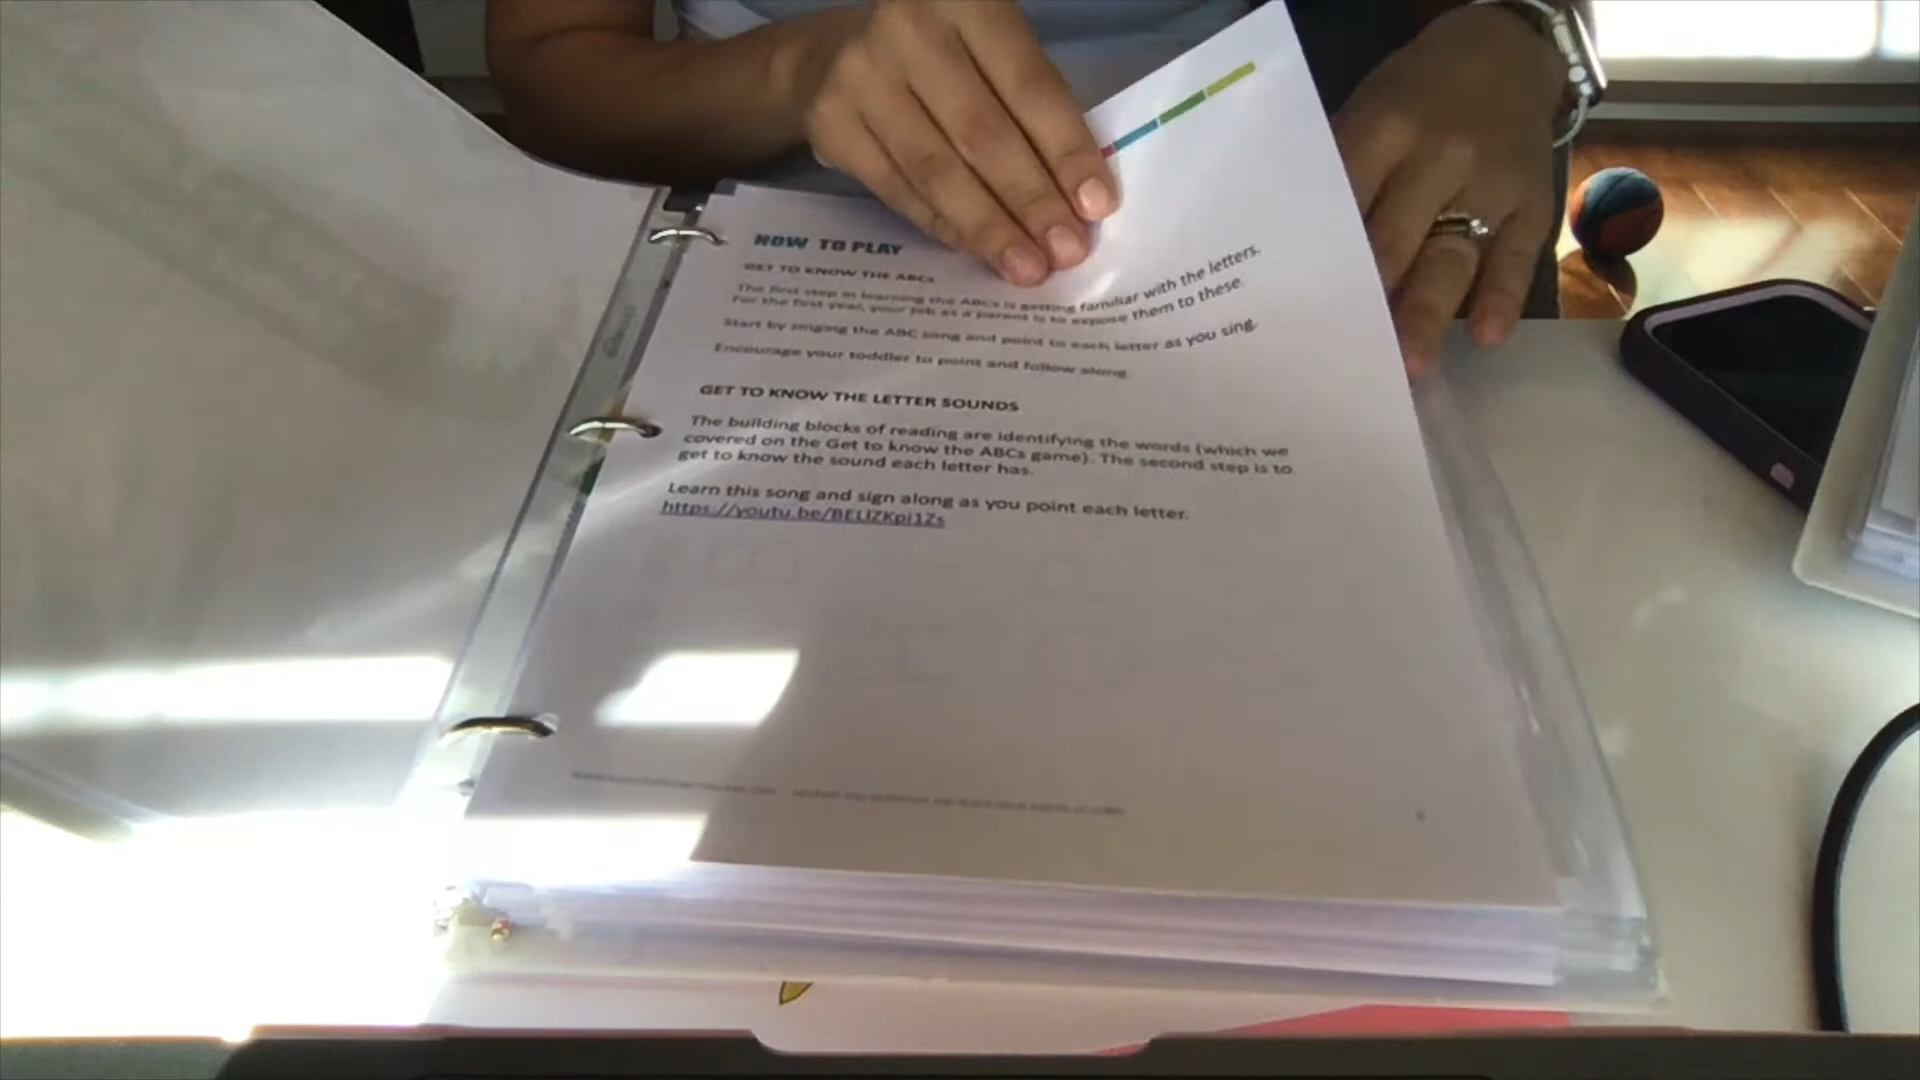 HOW TO PLAY
GET TO KNOW THE ABCs
The first step in learning the ABCs is getting familiar with the letters.
For the first year, your job as a parent is to expose them to these.
Start by singing the ABC song and point to each letter as you sing.
Encourage your toddler to point and follow along.
GET TO KNOW THE LETTER SOUNDS
The building blocks of reading are identifying the words (which we
covered on the Get to know the ABCs game). The second step is to
get to know the sound each letter has.
Learn this song and sign along as you point each letter.
https://youtu.be/